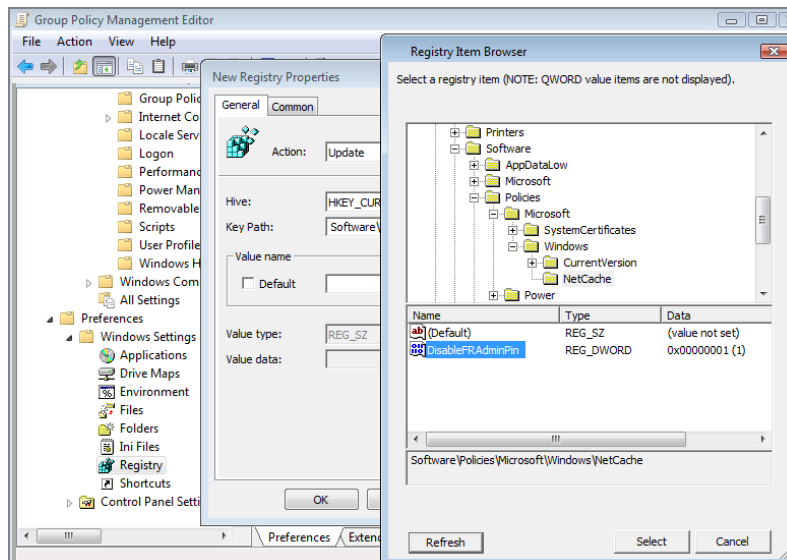 Group Policy Management Editor
File Action View Help
Group Polic
Internet Co
Locale Serv
Logon
Performanc
Power Man
Removable
Scripts
User Profile
Windows H
Windows Com
All Settings
Preferences
Windows Settings
Applications
Drive Maps
Environment
Files
Folders
Ini Files
Registry
Shortcuts
Control Panel Setti
Preferences Exten
New Registry Properties
General Common
Action: Update
Hive: HKEY_CUR
Key Path: Software\
Value name
Default
Value type: REG_SZ
Value data:
OK
Registry Item Browser
Select a registry item (NOTE: QWORD value items are not displayed).
Printers
Software
AppDataLow
Microsoft
Policies
Microsoft
SystemCertificates
Windows
CurrentVersion
NetCache
Power
Name Type Data
(Default) REG_SZ (value not set)
DisableFRAdminPin REG_DWORD 0x00000001 (1)
Software\Policies\Microsoft\Windows\NetCache
Refresh Select Cancel